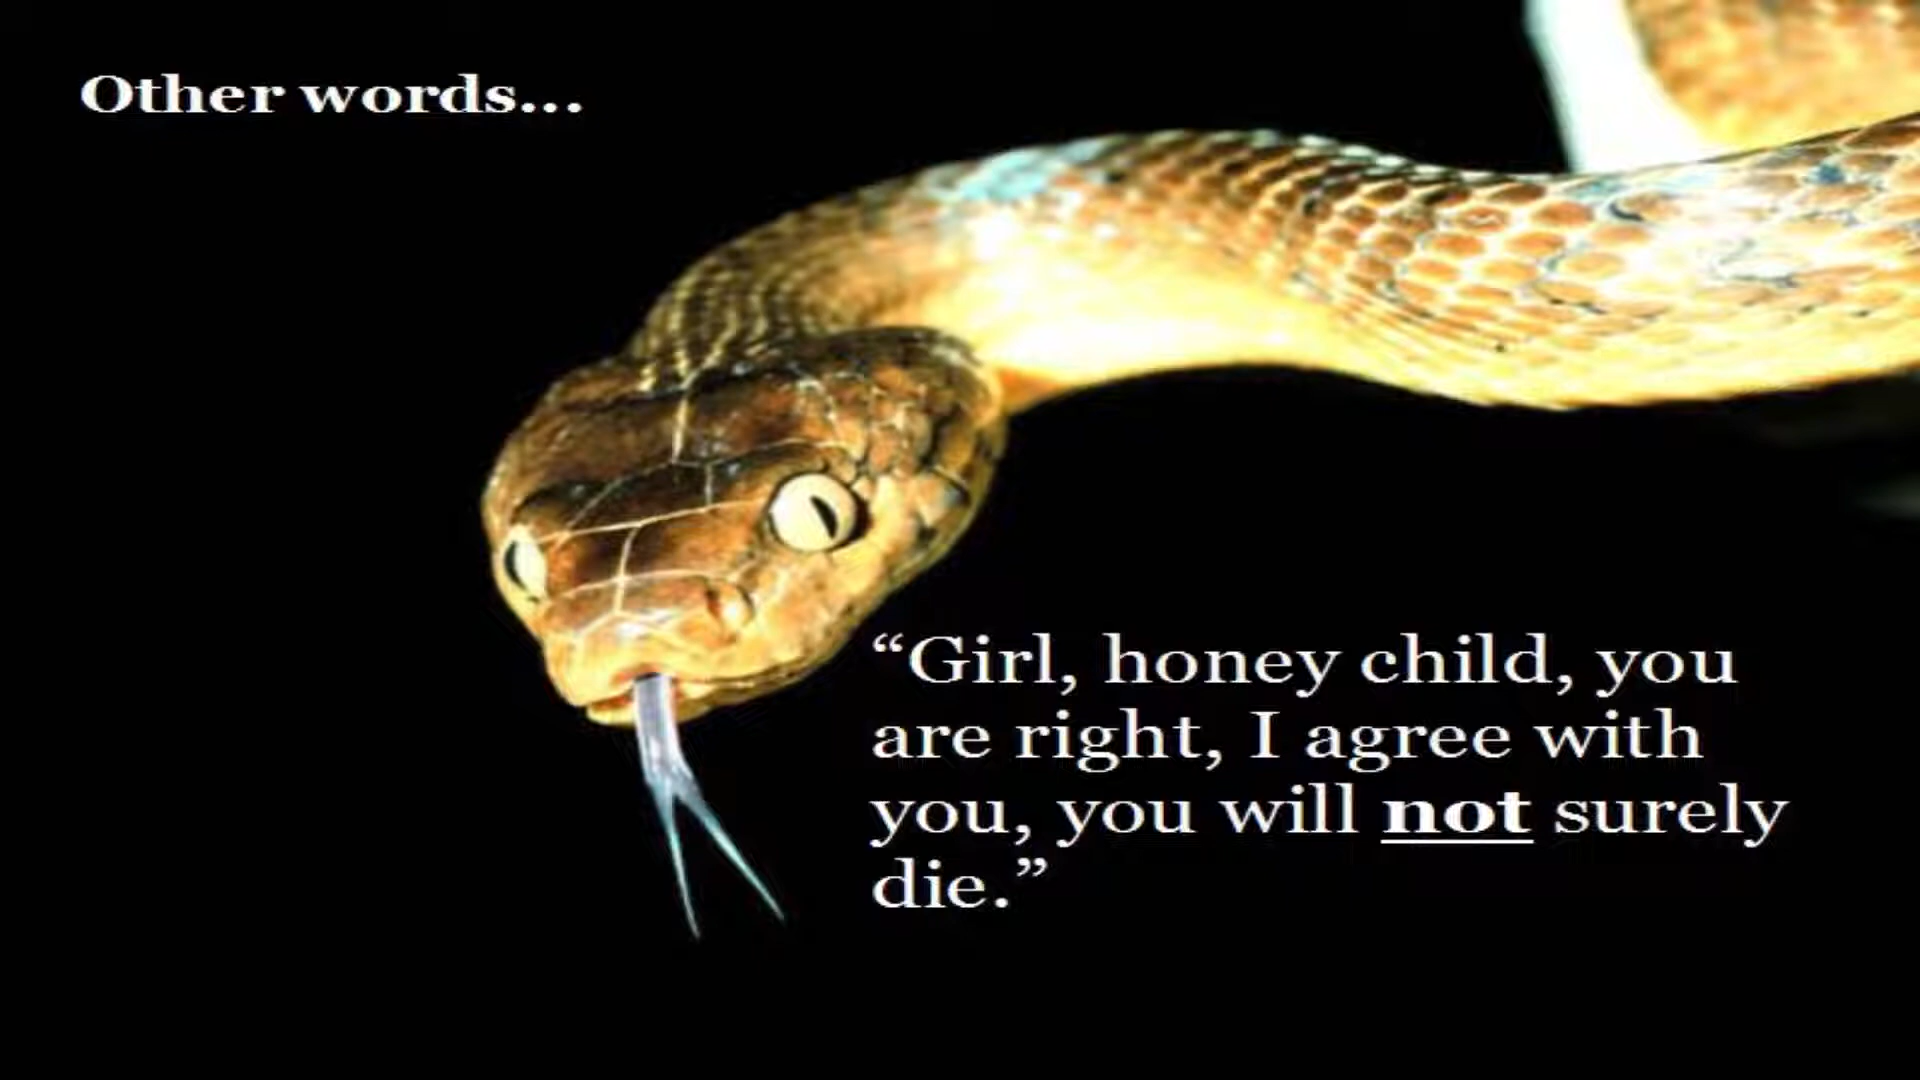 Other words...
“Girl, honey child, you
are right, I agree with
you, you will not surely
die.”